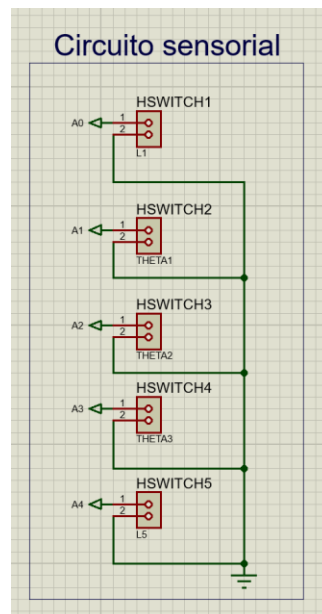 Circuito sensorial
HSWITCH1
A0 1
2
L1
HSWITCH2
A1 1
2
THETA1
HSWITCH3
A2 1
2
THETA2
HSWITCH4
A3 1
2
THETA3
HSWITCH5
A4 1
2
L5